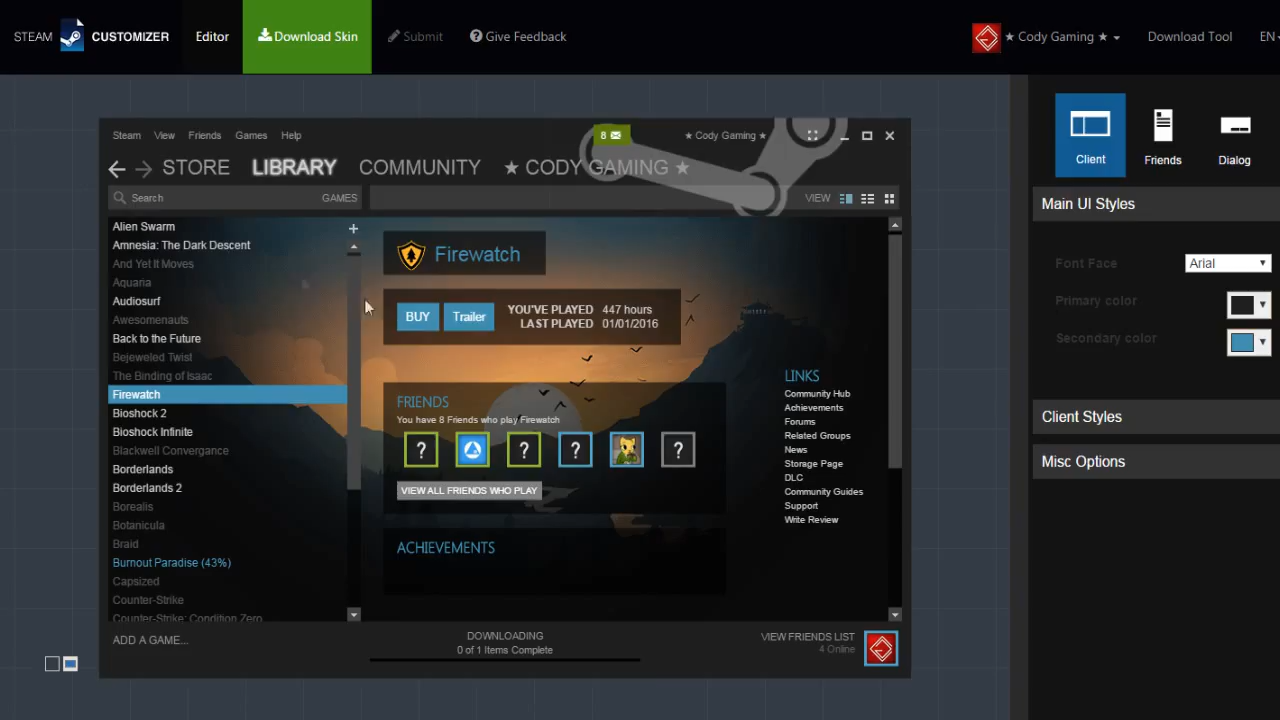 STEAM CUSTOMIZER Editor Download Skin Submit Give Feedback ★ Cody Gaming ★ Download Tool EN
Steam View Friends Games Help 8 ★ Cody Gaming ★
STORE LIBRARY COMMUNITY ★ CODY GAMING ★
Search GAMES VIEW
Alien Swarm
Amnesia: The Dark Descent
And Yet It Moves
Aquaria
Audiosurf
Awesomenauts
Back to the Future
Bejeweled Twist
The Binding of Isaac
Firewatch
Bioshock 2
Bioshock Infinite
Blackwell Convergance
Borderlands
Borderlands 2
Borealis
Botanicula
Braid
Burnout Paradise (43%)
Capsized
Counter-Strike
Counter-Strike: Condition Zero
Firewatch
BUY Trailer
YOU'VE PLAYED 447 hours
LAST PLAYED 01/01/2016
FRIENDS
You have 8 Friends who play Firewatch
? ? ? ?
VIEW ALL FRIENDS WHO PLAY
ACHIEVEMENTS
LINKS
Community Hub
Achievements
Forums
Related Groups
News
Storage Page
DLC
Community Guides
Support
Write Review
ADD A GAME...
DOWNLOADING
0 of 1 Items Complete
VIEW FRIENDS LIST
4 Online
Client Friends Dialog
Main UI Styles
Font Face Arial
Primary color
Secondary color
Client Styles
Misc Options